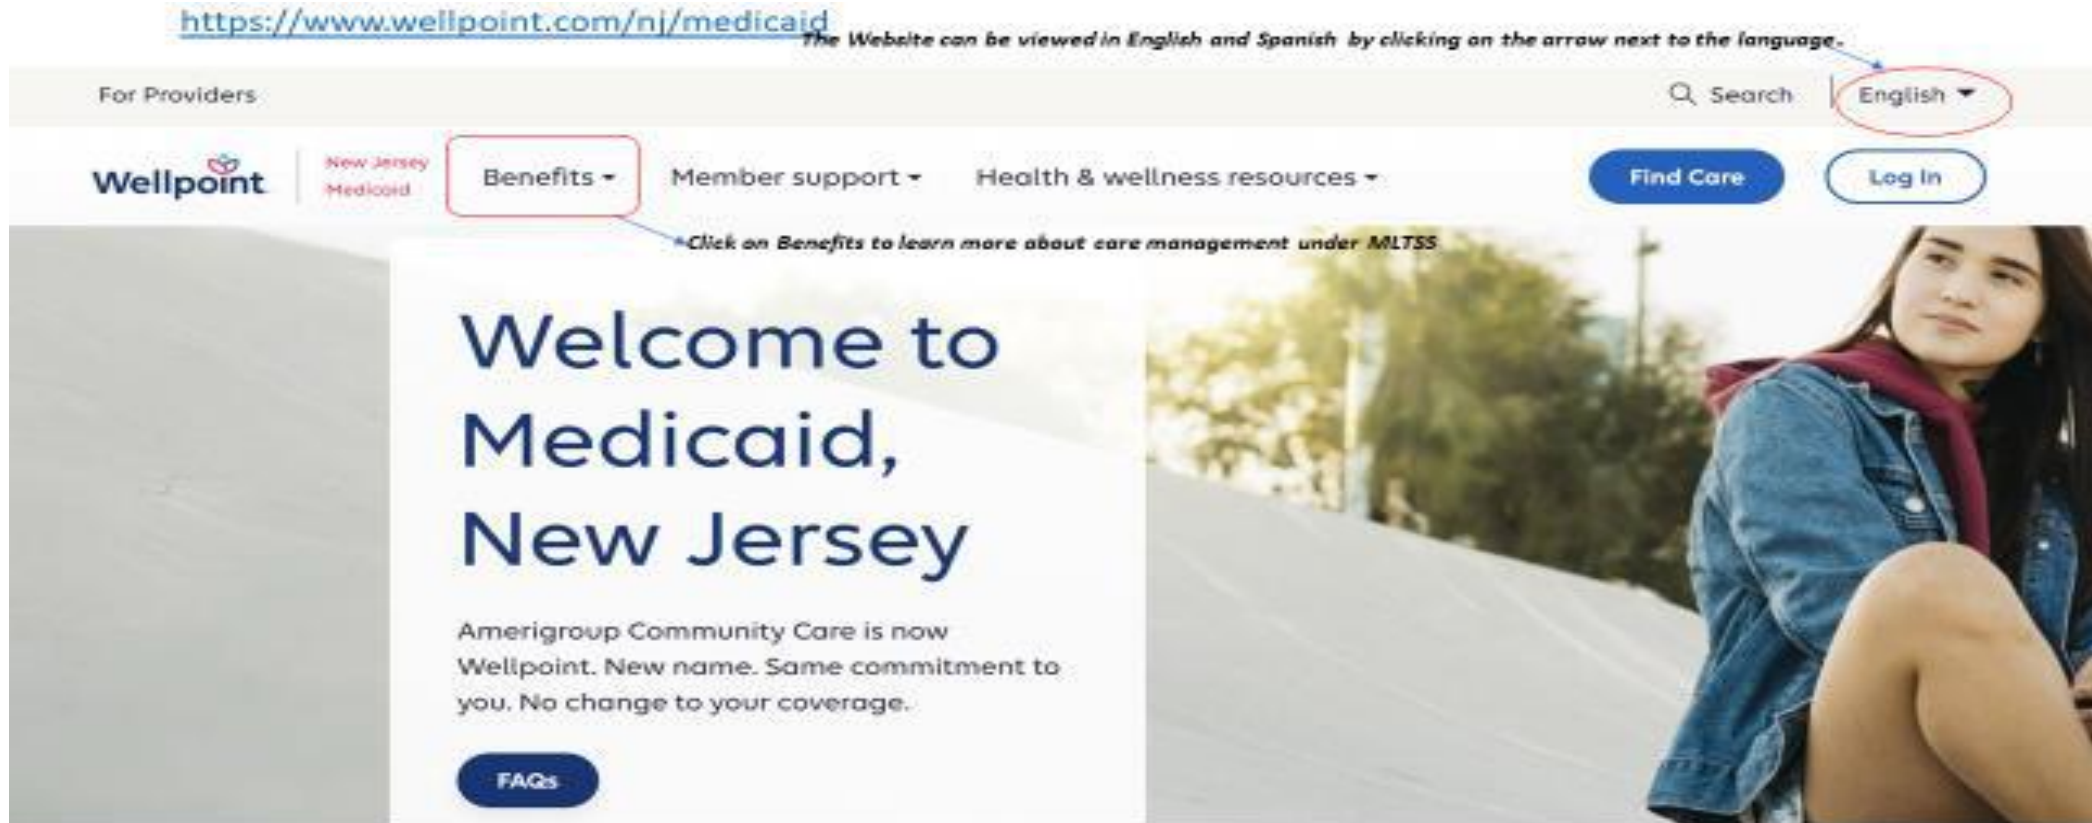 https://www.wellpoint.com/nj/medicaid
The Website can be viewed in English and Spanish by clicking on the arrow next to the language.
For Providers
Search
English
Wellpoint
New Jersey
Medicaid
Benefits
Member support
Health & wellness resources
Find Care
Log In
Click on Benefits to learn more about care management under MLTSS
Welcome to
Medicaid,
New Jersey
Amerigroup Community Care is now
Wellpoint. New name. Same commitment to
you. No change to your coverage.
FAQs